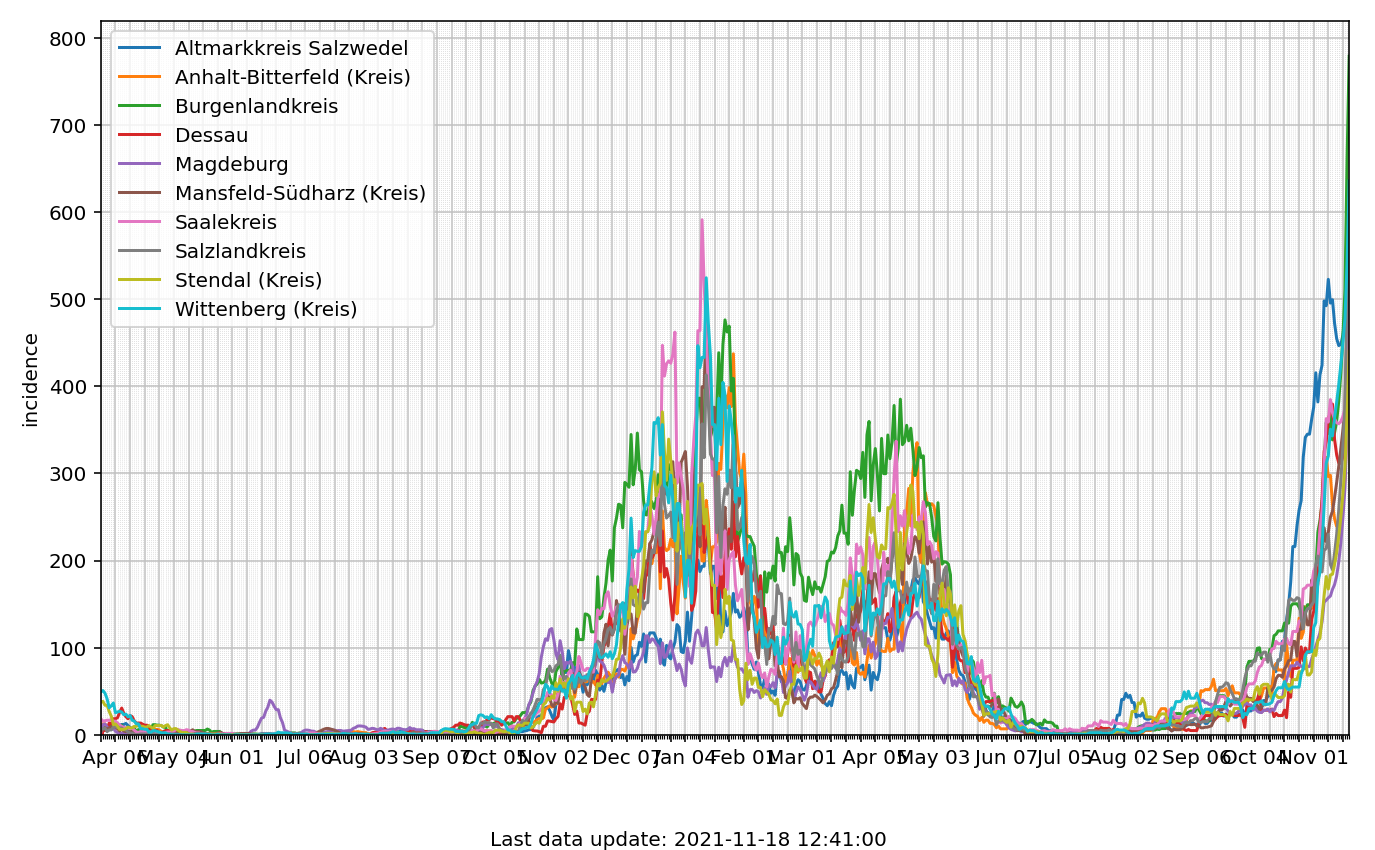 800
700
600
500
400
300
200
100
0
incidence
Altmarkkreis Salzwedel
Anhalt-Bitterfeld (Kreis)
Burgenlandkreis
Dessau
Magdeburg
Mansfeld-Südharz (Kreis)
Saalekreis
Salzlandkreis
Stendal (Kreis)
Wittenberg (Kreis)
Apr 06 May 04 Jun 01 Jul 06 Aug 03 Sep 07 Oct 05 Nov 02 Dec 07 Jan 04 Feb 01 Mar 01 Apr 05 May 03 Jun 07 Jul 05 Aug 02 Sep 06 Oct 04 Nov 01
Last data update: 2021-11-18 12:41:00